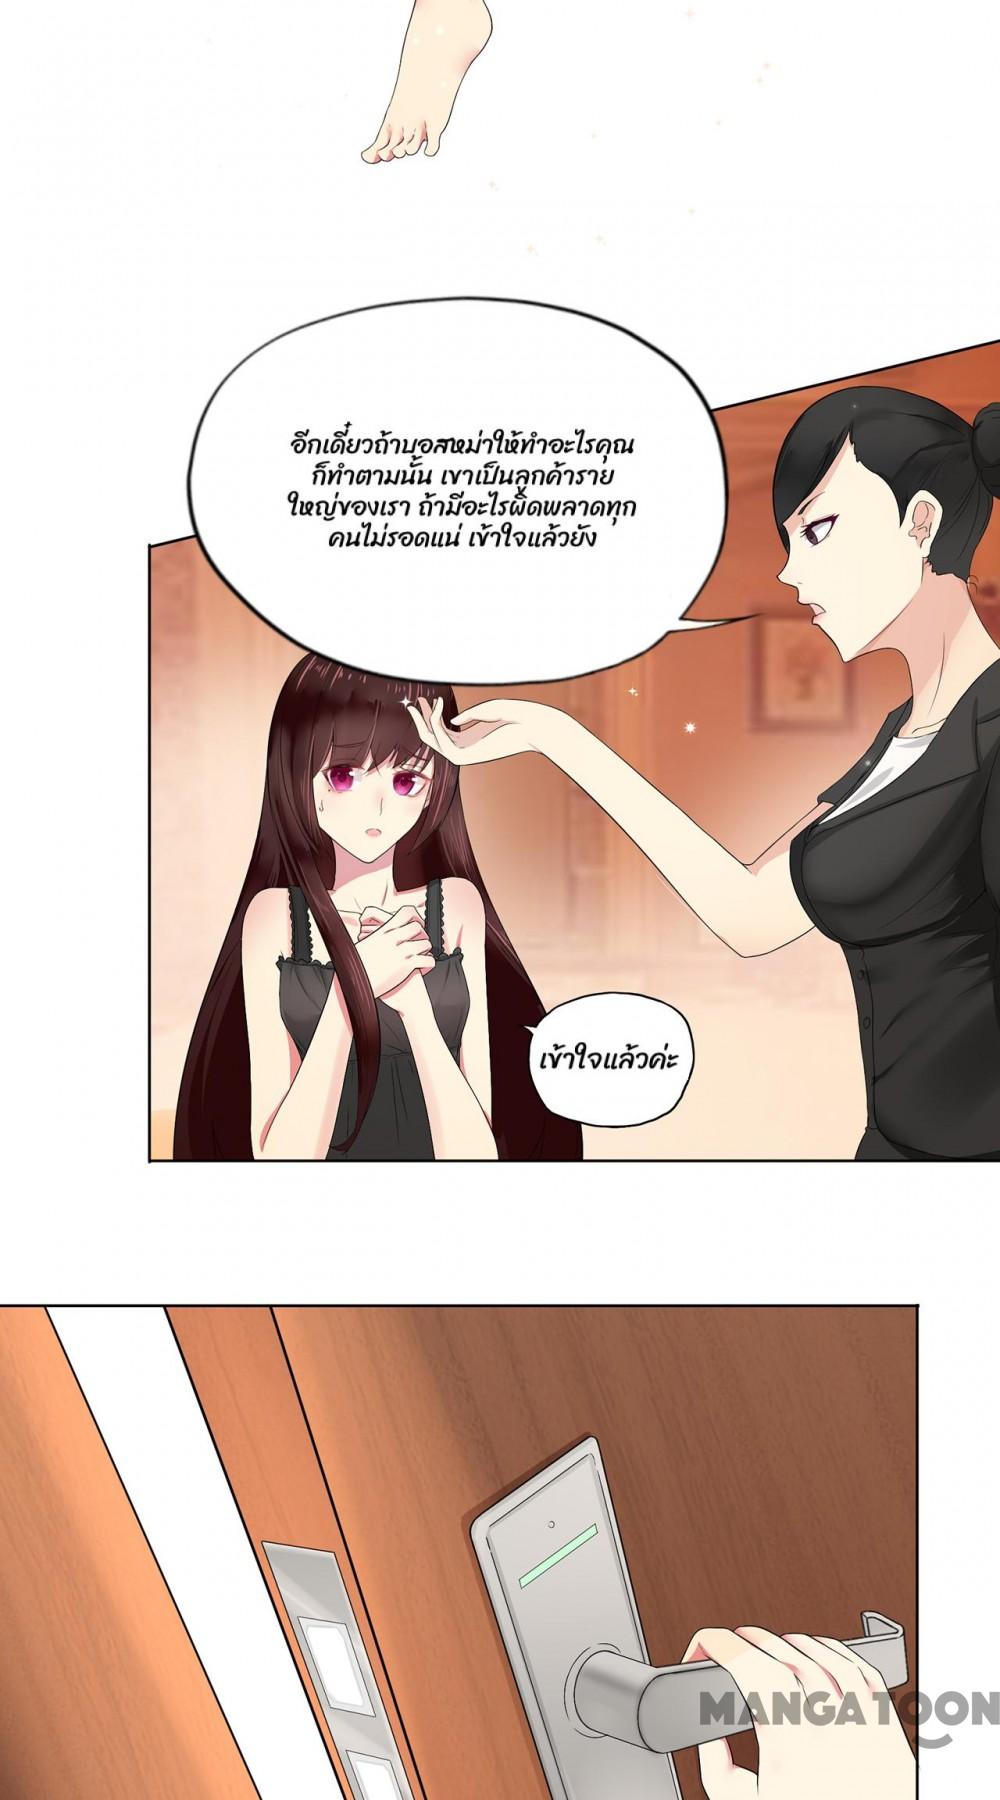 อีกเดี๋ยวถ้าบอสหม่าให้ทำอะไรคุณ
ก็ทำตามนั้น เขาเป็นลูกค้าราย
ใหญ่ของเรา ถ้ามีอะไรผิดพลาดทุก
คนไม่รอดแน่ เข้าใจแล้วยัง
เข้าใจแล้วค่ะ
MANGATOON